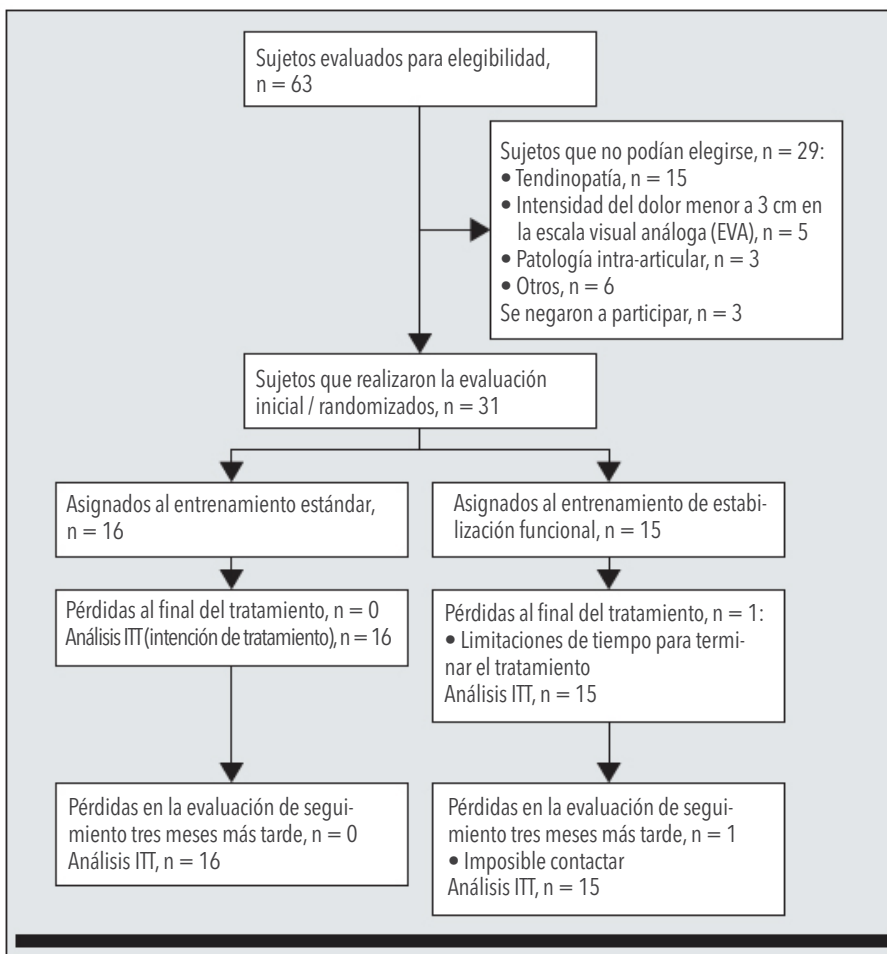 Sujetos evaluados para elegibilidad,
n = 63
Sujetos que no podían elegirse, n = 29:
• Tendinopatía, n = 15
• Intensidad del dolor menor a 3 cm en
la escala visual análoga (EVA), n = 5
• Patología intra-articular, n = 3
• Otros, n = 6
Se negaron a participar, n = 3
Sujetos que realizaron la evaluación
inicial / randomizados, n = 31
Asignados al entrenamiento estándar,
n = 16
Asignados al entrenamiento de estabi-
lización funcional, n = 15
Pérdidas al final del tratamiento, n = 0
Análisis ITT (intención de tratamiento), n = 16
Pérdidas al final del tratamiento, n = 1:
• Limitaciones de tiempo para termi-
nar el tratamiento
Análisis ITT, n = 15
Pérdidas en la evaluación de segui-
miento tres meses más tarde, n = 0
Análisis ITT, n = 16
Pérdidas en la evaluación de segui-
miento tres meses más tarde, n = 1
• Imposible contactar
Análisis ITT, n = 15